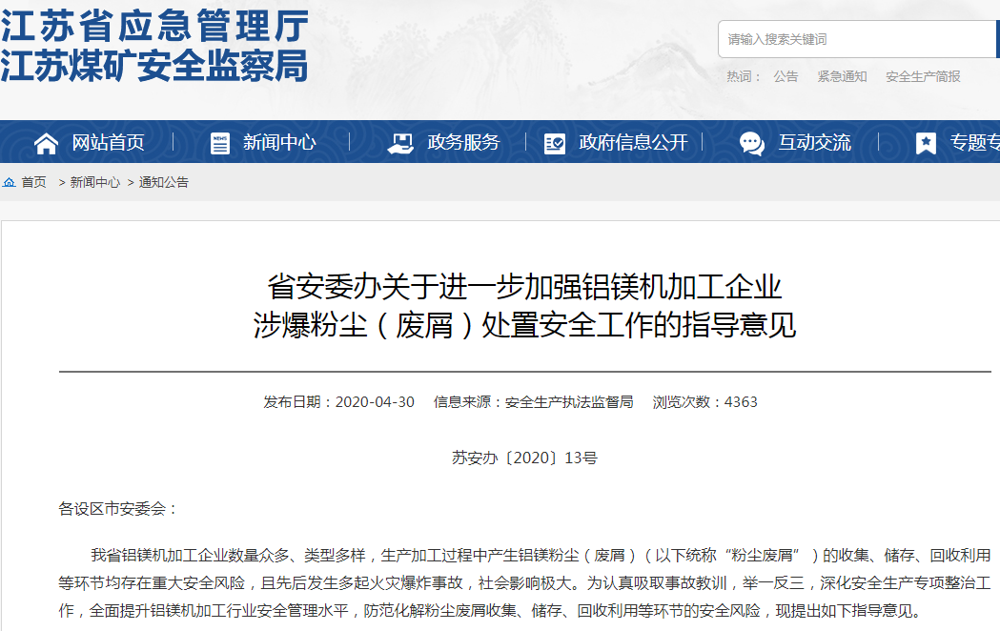 江苏省应急管理厅
江苏煤矿安全监察局
请输入搜索关键词
热词： 公告 紧急通知 安全生产简报
网站首页 NEWS 新闻中心 政务服务 政府信息公开 互动交流 专题专
首页 > 新闻中心 > 通知公告
省安委办关于进一步加强铝镁机加工企业
涉爆粉尘（废屑）处置安全工作的指导意见
发布日期：2020-04-30 信息来源：安全生产执法监督局 浏览次数：4363
苏安办〔2020〕13号
各设区市安委会：
我省铝镁机加工企业数量众多、类型多样，生产加工过程中产生铝镁粉尘（废屑）（以下统称“粉尘废屑”）的收集、储存、回收利用
等环节均存在重大安全风险，且先后发生多起火灾爆炸事故，社会影响极大。为认真吸取事故教训，举一反三，深化安全生产专项整治工
作，全面提升铝镁机加工行业安全管理水平，防范化解粉尘废屑收集、储存、回收利用等环节的安全风险，现提出如下指导意见。